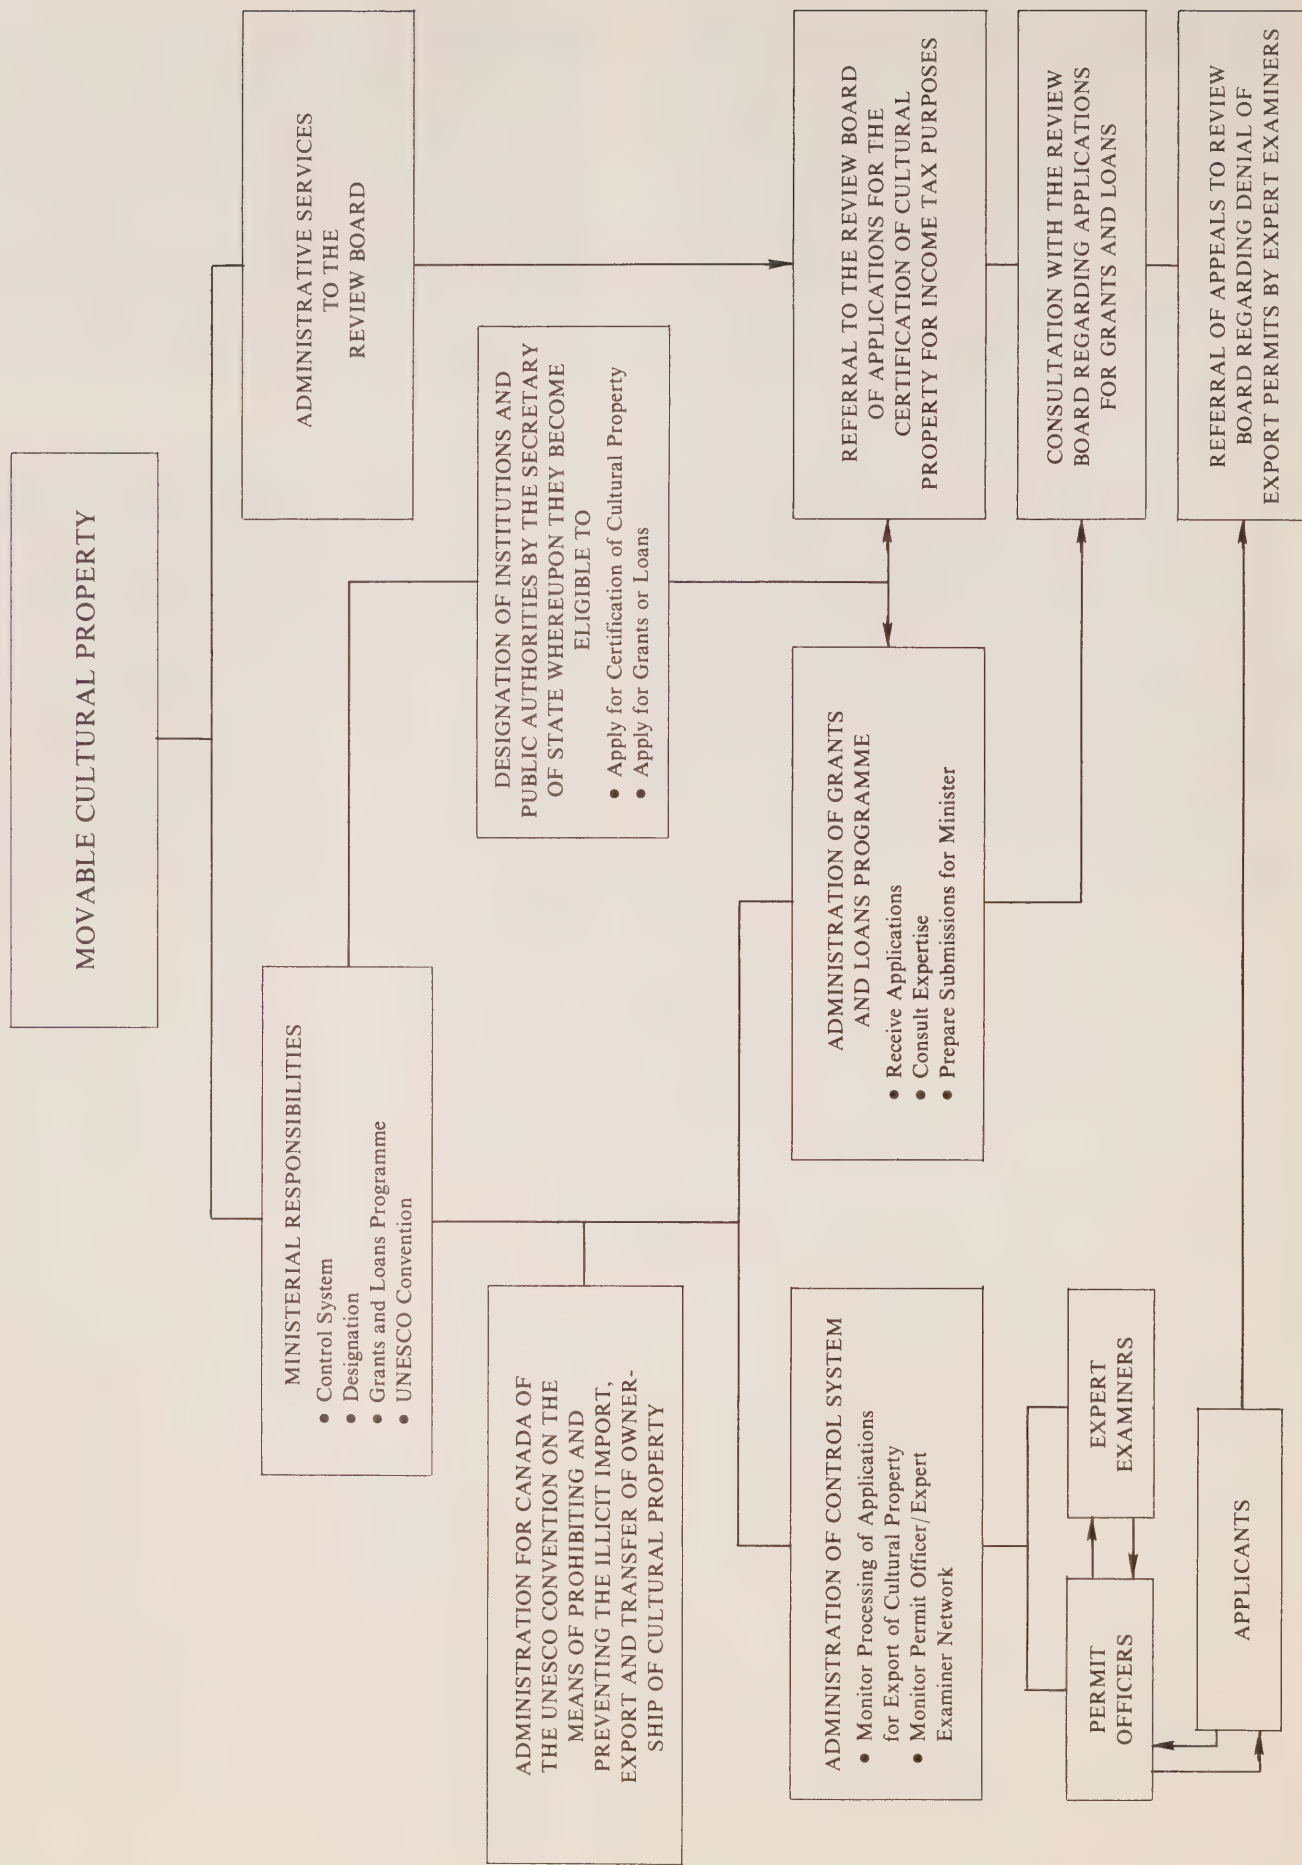 MOVABLE CULTURAL PROPERTY
MINISTERIAL RESPONSIBILITIES
• Control System
• Designation
• Grants and Loans Programme
• UNESCO Convention
ADMINISTRATIVE SERVICES
TO THE
REVIEW BOARD
ADMINISTRATION FOR CANADA OF
THE UNESCO CONVENTION ON THE
MEANS OF PROHIBITING AND
PREVENTING THE ILLICIT IMPORT,
EXPORT AND TRANSFER OF OWNER-
SHIP OF CULTURAL PROPERTY
DESIGNATION OF INSTITUTIONS AND
PUBLIC AUTHORITIES BY THE SECRETARY
OF STATE WHEREUPON THEY BECOME
ELIGIBLE TO
• Apply for Certification of Cultural Property
• Apply for Grants or Loans
ADMINISTRATION OF CONTROL SYSTEM
• Monitor Processing of Applications
for Export of Cultural Property
• Monitor Permit Officer/Expert
Examiner Network
ADMINISTRATION OF GRANTS
AND LOANS PROGRAMME
• Receive Applications
• Consult Expertise
• Prepare Submissions for Minister
REFERRAL TO THE REVIEW BOARD
OF APPLICATIONS FOR THE
CERTIFICATION OF CULTURAL
PROPERTY FOR INCOME TAX PURPOSES
CONSULTATION WITH THE REVIEW
BOARD REGARDING APPLICATIONS
FOR GRANTS AND LOANS
PERMIT
OFFICERS
EXPERT
EXAMINERS
APPLICANTS
REFERRAL OF APPEALS TO REVIEW
BOARD REGARDING DENIAL OF
EXPORT PERMITS BY EXPERT EXAMINERS